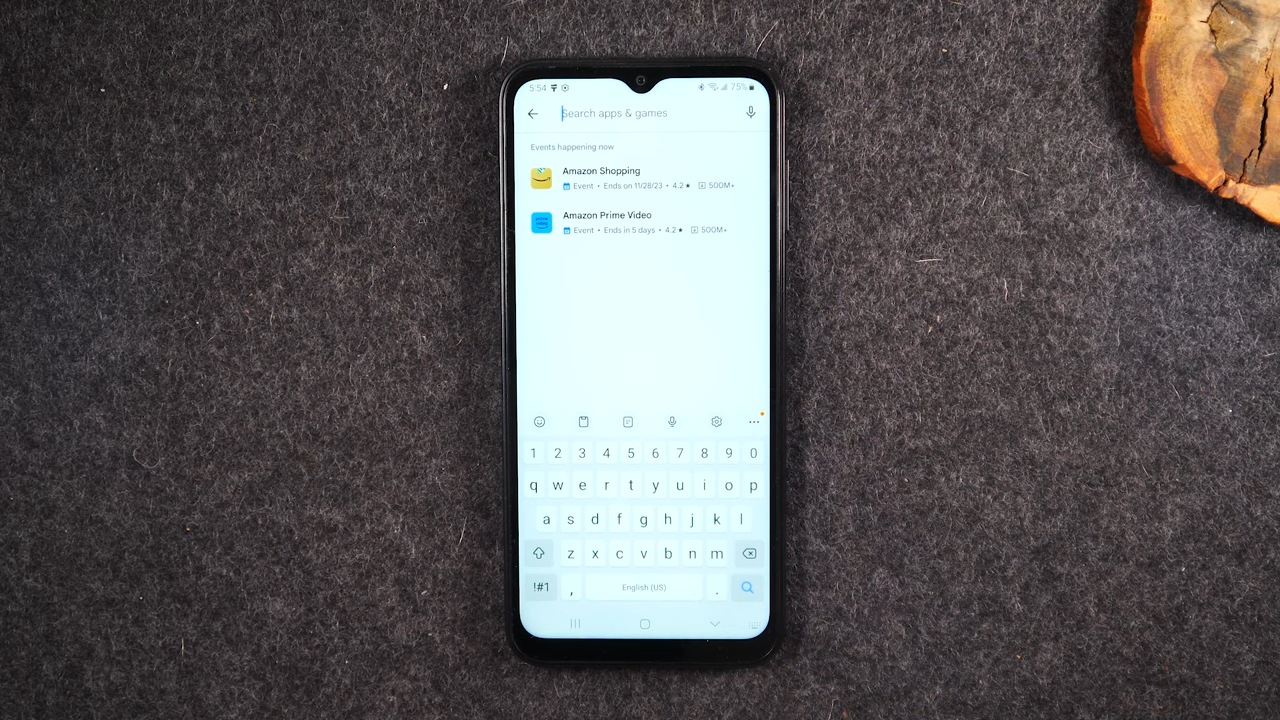 5:54 75%
Search apps & games
Events happening now
Amazon Shopping
Event • Ends on 11/28/23 • 4.2★ 500M+
Amazon Prime Video
Event • Ends in 5 days • 4.2★ 500M+
1 2 3 4 5 6 7 8 9 0
q w e r t y u i o p
a s d f g h j k l
z x c v b n m
!#1 , English (US) .